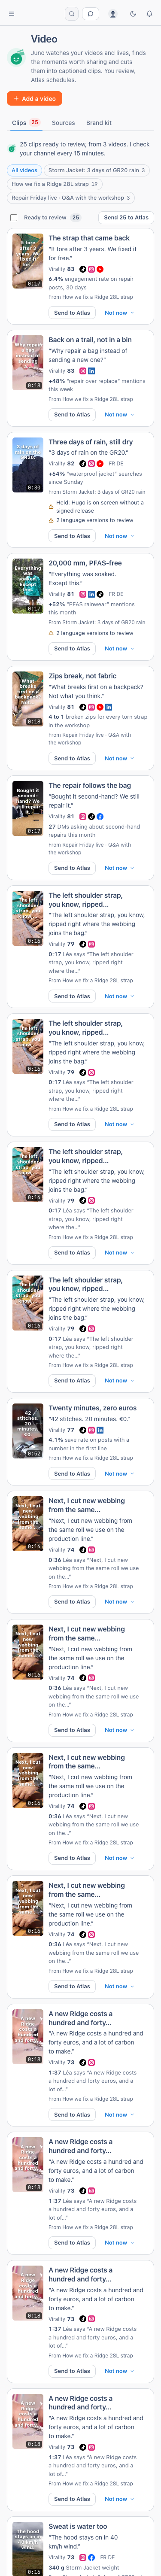 Video
Juno watches your videos and lives, finds
the moments worth sharing and cuts
them into captioned clips. You review,
Atlas schedules.
+ Add a video
Clips 25 Sources Brand kit
25 clips ready to review, from 3 videos. I check
your channel every 15 minutes.
All videos Storm Jacket: 3 days of GR20 rain 3
How we fix a Ridge 28L strap 19
Repair Friday live · Q&A with the workshop 3
Ready to review 25 Send 25 to Atlas
The strap that came back
"It tore after 3 years. We fixed it
for free."
Virality 83
6.4% engagement rate on repair
posts, 30 days
From How we fix a Ridge 28L strap
Send to Atlas Not now
0:17
Back on a trail, not in a bin
"Why repair a bag instead of
sending a new one?"
Virality 83
+48% "repair over replace" mentions
this week
From How we fix a Ridge 28L strap
Send to Atlas Not now
0:18
Three days of rain, still dry
"3 days of rain on the GR20."
Virality 82 FR DE
+64% "waterproof jacket" searches
since Sunday
From Storm Jacket: 3 days of GR20 rain
Held: Hugo is on screen without a
signed release
2 language versions to review
Send to Atlas Not now
0:30
20,000 mm, PFAS-free
"Everything was soaked.
Except this."
Virality 81 FR DE
+52% "PFAS rainwear" mentions
this month
From Storm Jacket: 3 days of GR20 rain
2 language versions to review
Send to Atlas Not now
Zips break, not fabric
"What breaks first on a backpack?
Not what you think."
Virality 81
4 to 1 broken zips for every torn strap
in the workshop
From Repair Friday live · Q&A with
the workshop
Send to Atlas Not now
0:18
The repair follows the bag
"Bought it second-hand? We still
repair it."
Virality 81
27 DMs asking about second-hand
repairs this month
From Repair Friday live · Q&A with
the workshop
Send to Atlas Not now
0:17
The left shoulder strap,
you know, ripped...
"The left shoulder strap, you know,
ripped right where the webbing
joins the bag."
Virality 79
0:17 Léa says "The left shoulder
strap, you know, ripped right
where the..."
From How we fix a Ridge 28L strap
Send to Atlas Not now
0:16
The left shoulder strap,
you know, ripped...
"The left shoulder strap, you know,
ripped right where the webbing
joins the bag."
Virality 79
0:17 Léa says "The left shoulder
strap, you know, ripped right
where the..."
From How we fix a Ridge 28L strap
Send to Atlas Not now
0:16
The left shoulder strap,
you know, ripped...
"The left shoulder strap, you know,
ripped right where the webbing
joins the bag."
Virality 79
0:17 Léa says "The left shoulder
strap, you know, ripped right
where the..."
From How we fix a Ridge 28L strap
Send to Atlas Not now
0:16
The left shoulder strap,
you know, ripped...
"The left shoulder strap, you know,
ripped right where the webbing
joins the bag."
Virality 79
0:17 Léa says "The left shoulder
strap, you know, ripped right
where the..."
From How we fix a Ridge 28L strap
Send to Atlas Not now
0:16
Twenty minutes, zero euros
"42 stitches. 20 minutes. €0."
Virality 77
4.1% save rate on posts with a
number in the first line
From How we fix a Ridge 28L strap
Send to Atlas Not now
0:52
Next, I cut new webbing
from the same...
"Next, I cut new webbing from
the same roll we use on the
production line."
Virality 74
0:36 Léa says "Next, I cut new
webbing from the same roll we use
on the..."
From How we fix a Ridge 28L strap
Send to Atlas Not now
0:16
Next, I cut new webbing
from the same...
"Next, I cut new webbing from
the same roll we use on the
production line."
Virality 74
0:36 Léa says "Next, I cut new
webbing from the same roll we use
on the..."
From How we fix a Ridge 28L strap
Send to Atlas Not now
0:16
Next, I cut new webbing
from the same...
"Next, I cut new webbing from
the same roll we use on the
production line."
Virality 74
0:36 Léa says "Next, I cut new
webbing from the same roll we use
on the..."
From How we fix a Ridge 28L strap
Send to Atlas Not now
0:16
Next, I cut new webbing
from the same...
"Next, I cut new webbing from
the same roll we use on the
production line."
Virality 74
0:36 Léa says "Next, I cut new
webbing from the same roll we use
on the..."
From How we fix a Ridge 28L strap
Send to Atlas Not now
0:16
A new Ridge costs a
hundred and forty...
"A new Ridge costs a hundred and
forty euros, and a lot of carbon
to make."
Virality 73
1:37 Léa says "A new Ridge costs
a hundred and forty euros, and a
lot of..."
From How we fix a Ridge 28L strap
Send to Atlas Not now
0:18
A new Ridge costs a
hundred and forty...
"A new Ridge costs a hundred and
forty euros, and a lot of carbon
to make."
Virality 73
1:37 Léa says "A new Ridge costs
a hundred and forty euros, and a
lot of..."
From How we fix a Ridge 28L strap
Send to Atlas Not now
0:18
A new Ridge costs a
hundred and forty...
"A new Ridge costs a hundred and
forty euros, and a lot of carbon
to make."
Virality 73
1:37 Léa says "A new Ridge costs
a hundred and forty euros, and a
lot of..."
From How we fix a Ridge 28L strap
Send to Atlas Not now
0:18
A new Ridge costs a
hundred and forty...
"A new Ridge costs a hundred and
forty euros, and a lot of carbon
to make."
Virality 73
1:37 Léa says "A new Ridge costs
a hundred and forty euros, and a
lot of..."
From How we fix a Ridge 28L strap
Send to Atlas Not now
0:18
Sweat is water too
"The hood stays on in 40
km/h wind."
Virality 73 FR DE
340 g Storm Jacket weight
0:16